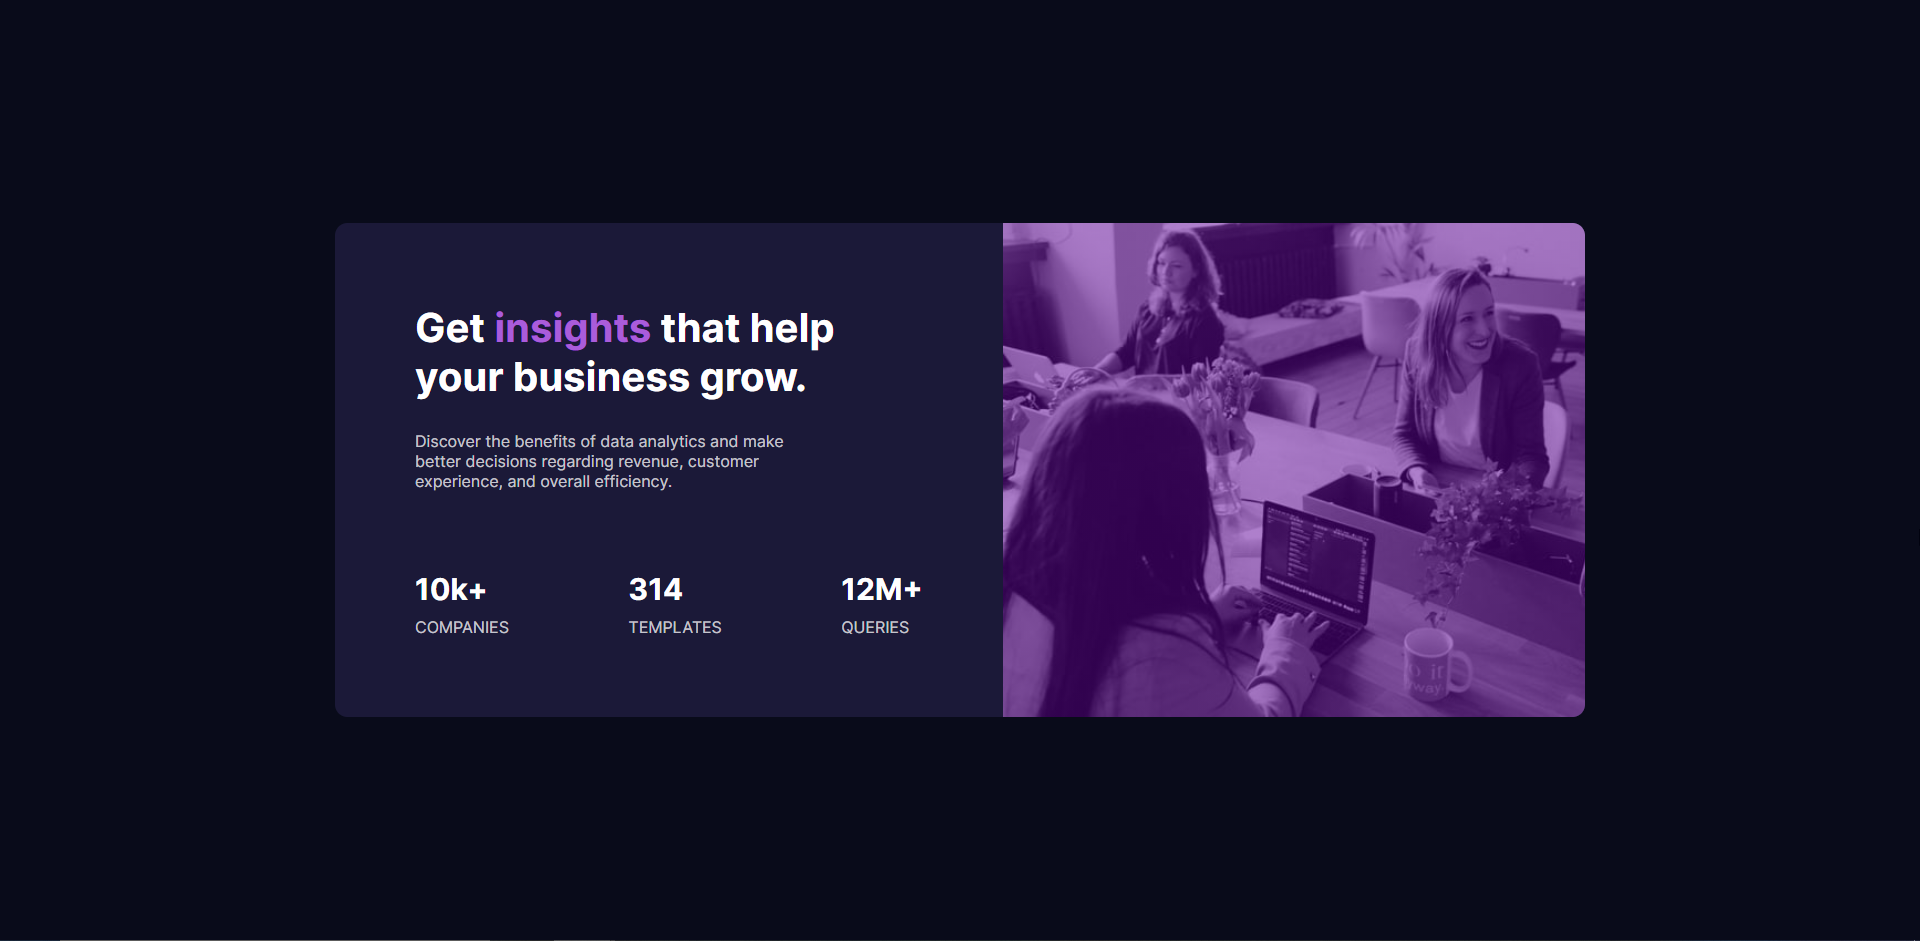 Get insights that help
your business grow.
Discover the benefits of data analytics and make
better decisions regarding revenue, customer
experience, and overall efficiency.
10k+ 314 12M+
COMPANIES TEMPLATES QUERIES